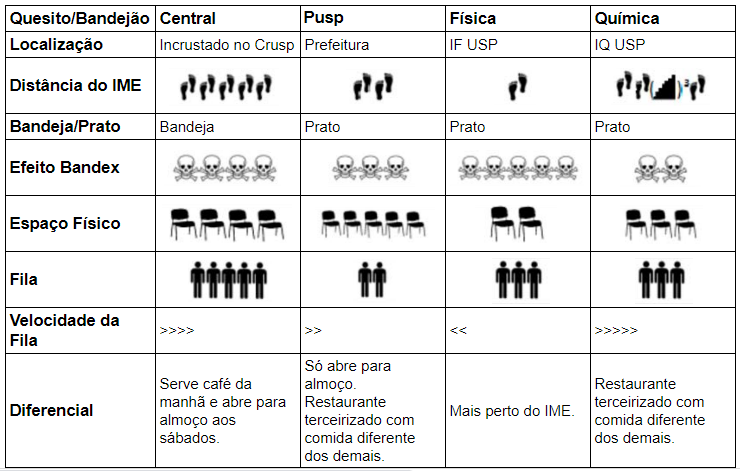 Quesito/Bandejão Central Pusp Física Química
Localização Incrustado no Crusp Prefeitura IF USP IQ USP
Distância do IME ( )³
Bandeja/Prato Bandeja Prato Prato Prato
Efeito Bandex
Espaço Físico
Fila
Velocidade da
Fila
>>>> >> << >>>>>
Diferencial
Serve café da
manhã e abre para
almoço aos
sábados.
Só abre para
almoço.
Restaurante
terceirizado com
comida diferente
dos demais.
Mais perto do IME.
Restaurante
terceirizado com
comida diferente
dos demais.